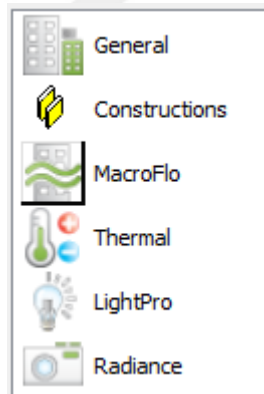 General
Constructions
MacroFlo
Thermal
LightPro
Radiance